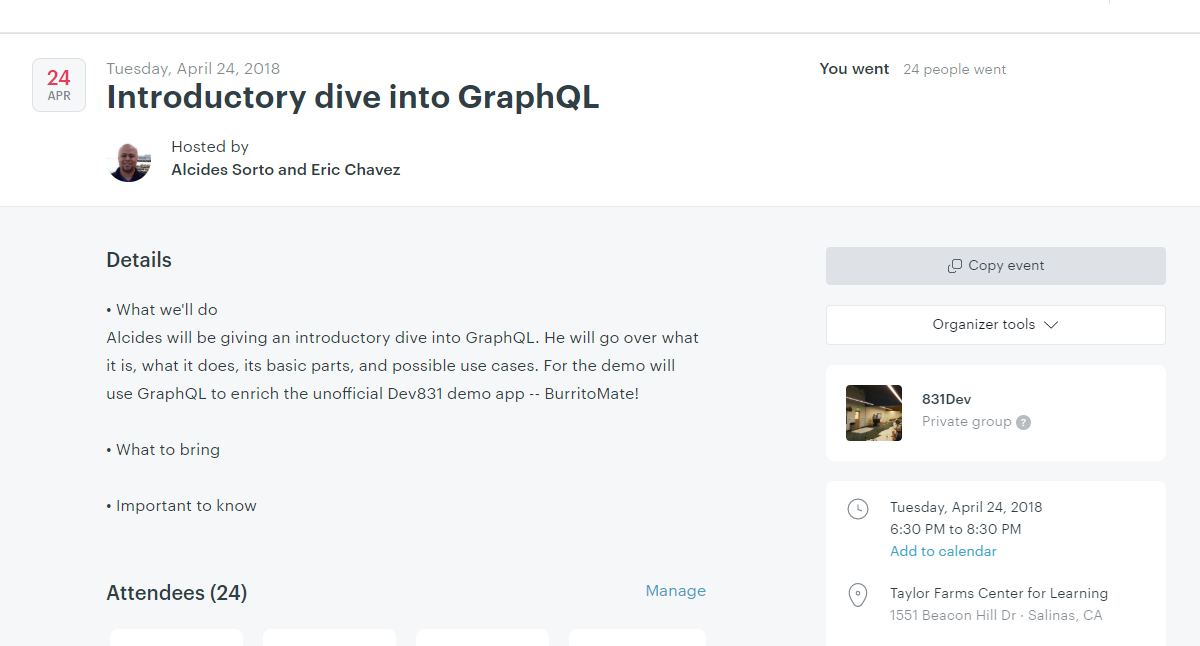 24
APR
Tuesday, April 24, 2018
Introductory dive into GraphQL
Hosted by
Alcides Sorto and Eric Chavez
You went 24 people went
Details
• What we'll do
Alcides will be giving an introductory dive into GraphQL. He will go over what
it is, what it does, its basic parts, and possible use cases. For the demo will
use GraphQL to enrich the unofficial Dev831 demo app -- BurritoMate!
• What to bring
• Important to know
Attendees (24)
Manage
Copy event
Organizer tools
831Dev
Private group ?
Tuesday, April 24, 2018
6:30 PM to 8:30 PM
Add to calendar
Taylor Farms Center for Learning
1551 Beacon Hill Dr · Salinas, CA